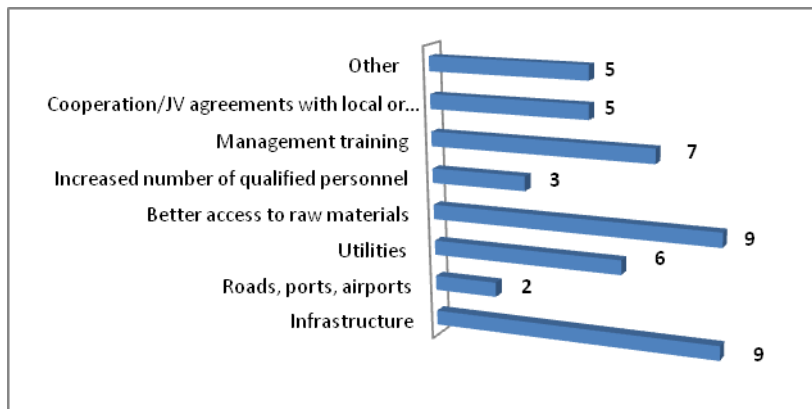 Other 5
Cooperation/JV agreements with local or... 5
Management training 7
Increased number of qualified personnel 3
Better access to raw materials 9
Utilities 6
Roads, ports, airports 2
Infrastructure 9